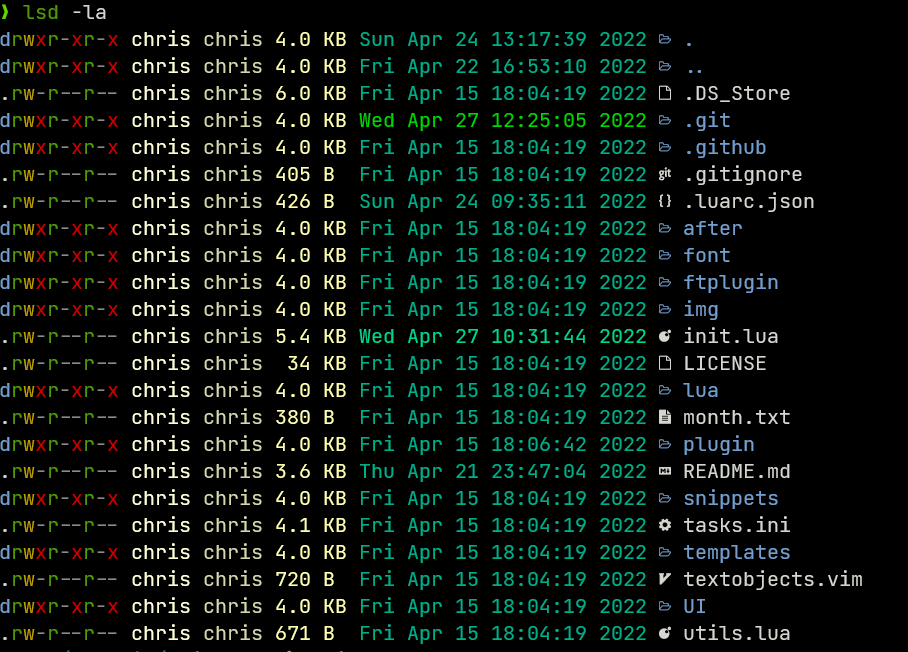 ❯ lsd -la
drwxr-xr-x chris chris 4.0 KB Sun Apr 24 13:17:39 2022 .
drwxr-xr-x chris chris 4.0 KB Fri Apr 22 16:53:10 2022 ..
.rw-r--r-- chris chris 6.0 KB Fri Apr 15 18:04:19 2022 .DS_Store
drwxr-xr-x chris chris 4.0 KB Wed Apr 27 12:25:05 2022 .git
drwxr-xr-x chris chris 4.0 KB Fri Apr 15 18:04:19 2022 .github
.rw-r--r-- chris chris 405 B Fri Apr 15 18:04:19 2022 git .gitignore
.rw-r--r-- chris chris 426 B Sun Apr 24 09:35:11 2022 {} .luarc.json
drwxr-xr-x chris chris 4.0 KB Fri Apr 15 18:04:19 2022 after
drwxr-xr-x chris chris 4.0 KB Fri Apr 15 18:04:19 2022 font
drwxr-xr-x chris chris 4.0 KB Fri Apr 15 18:04:19 2022 ftplugin
drwxr-xr-x chris chris 4.0 KB Fri Apr 15 18:04:19 2022 img
.rw-r--r-- chris chris 5.4 KB Wed Apr 27 10:31:44 2022 init.lua
.rw-r--r-- chris chris 34 KB Fri Apr 15 18:04:19 2022 LICENSE
drwxr-xr-x chris chris 4.0 KB Fri Apr 15 18:04:19 2022 lua
.rw-r--r-- chris chris 380 B Fri Apr 15 18:04:19 2022 month.txt
drwxr-xr-x chris chris 4.0 KB Fri Apr 15 18:06:42 2022 plugin
.rw-r--r-- chris chris 3.6 KB Thu Apr 21 23:47:04 2022 README.md
drwxr-xr-x chris chris 4.0 KB Fri Apr 15 18:04:19 2022 snippets
.rw-r--r-- chris chris 4.1 KB Fri Apr 15 18:04:19 2022 tasks.ini
drwxr-xr-x chris chris 4.0 KB Fri Apr 15 18:04:19 2022 templates
.rw-r--r-- chris chris 720 B Fri Apr 15 18:04:19 2022 textobjects.vim
drwxr-xr-x chris chris 4.0 KB Fri Apr 15 18:04:19 2022 UI
.rw-r--r-- chris chris 671 B Fri Apr 15 18:04:19 2022 utils.lua